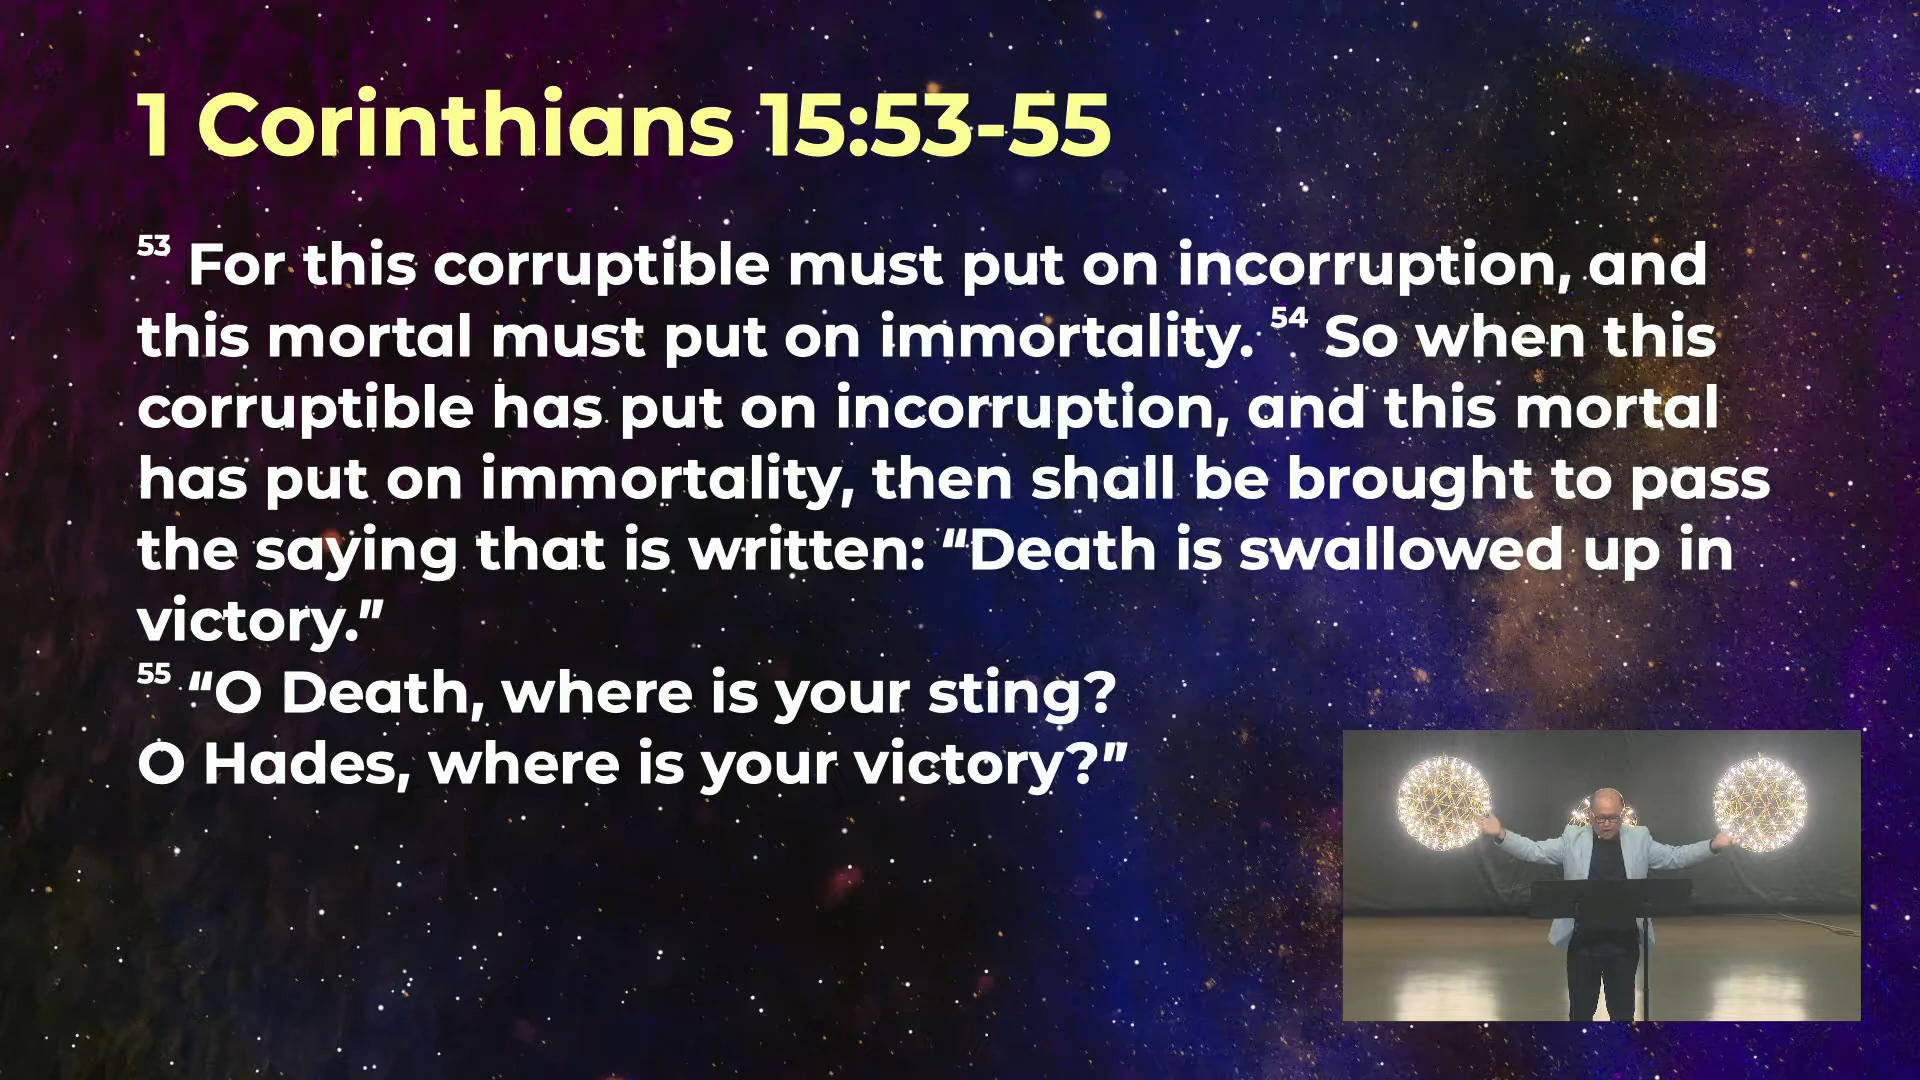 1 Corinthians 15:53-55
53 For this corruptible must put on incorruption, and
this mortal must put on immortality. 54 So when this
corruptible has put on incorruption, and this mortal
has put on immortality, then shall be brought to pass
the saying that is written: “Death is swallowed up in
victory.”
55 “O Death, where is your sting?
O Hades, where is your victory?”